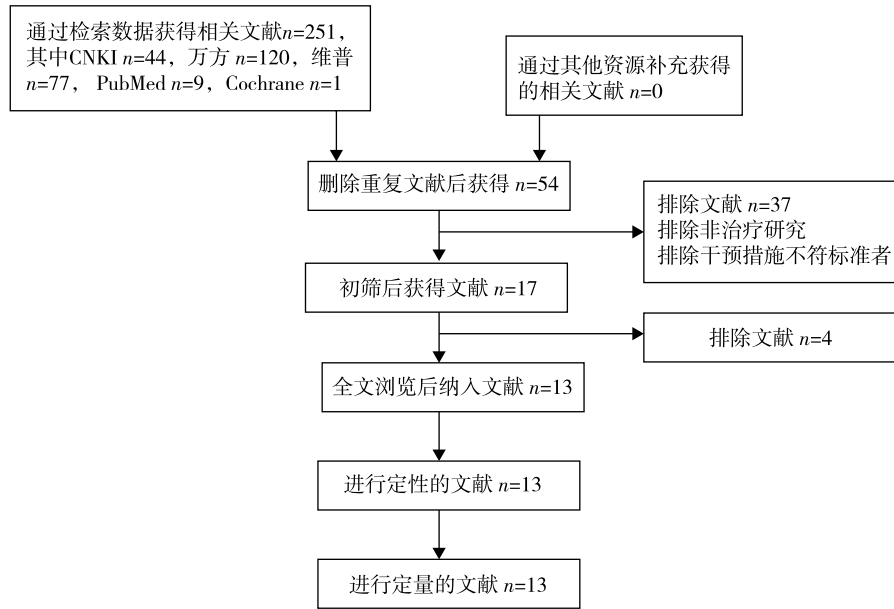 通过检索数据获得相关文献n=251，
其中CNKI n=44，万方 n=120，维普
n=77， PubMed n=9，Cochrane n=1
通过其他资源补充获得
的相关文献 n=0
删除重复文献后获得 n=54
排除文献 n=37
排除非治疗研究
排除干预措施不符标准者
初筛后获得文献 n=17
排除文献 n=4
全文浏览后纳入文献 n=13
进行定性的文献 n=13
进行定量的文献 n=13